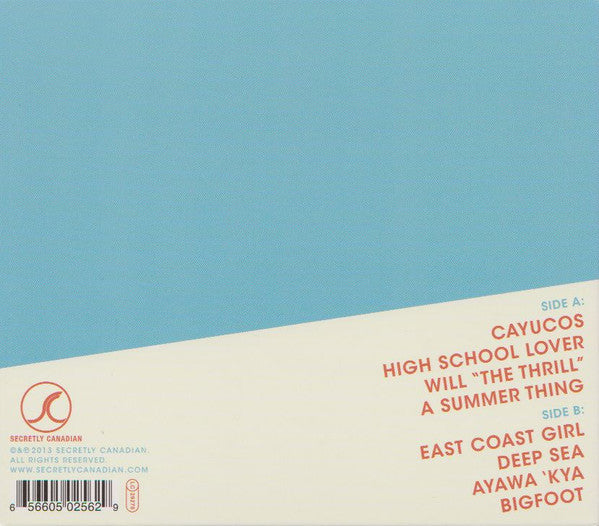 SIDE A:
CAYUCOS
HIGH SCHOOL LOVER
WILL "THE THRILL"
A SUMMER THING
SIDE B:
EAST COAST GIRL
DEEP SEA
AYAWA 'KYA
BIGFOOT
SC
SECRETLY CANADIAN
©&℗ 2013 SECRETLY CANADIAN.
ALL RIGHTS RESERVED.
WWW.SECRETLYCANADIAN.COM
6 56605 02562 9